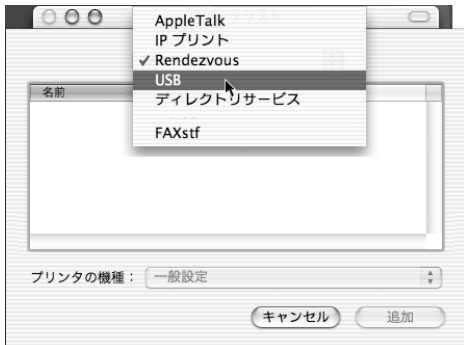 AppleTalk
IP プリント
✓ Rendezvous
USB
ディレクトリサービス
FAXstf
名前
プリンタの機種： 一般設定
キャンセル 追加